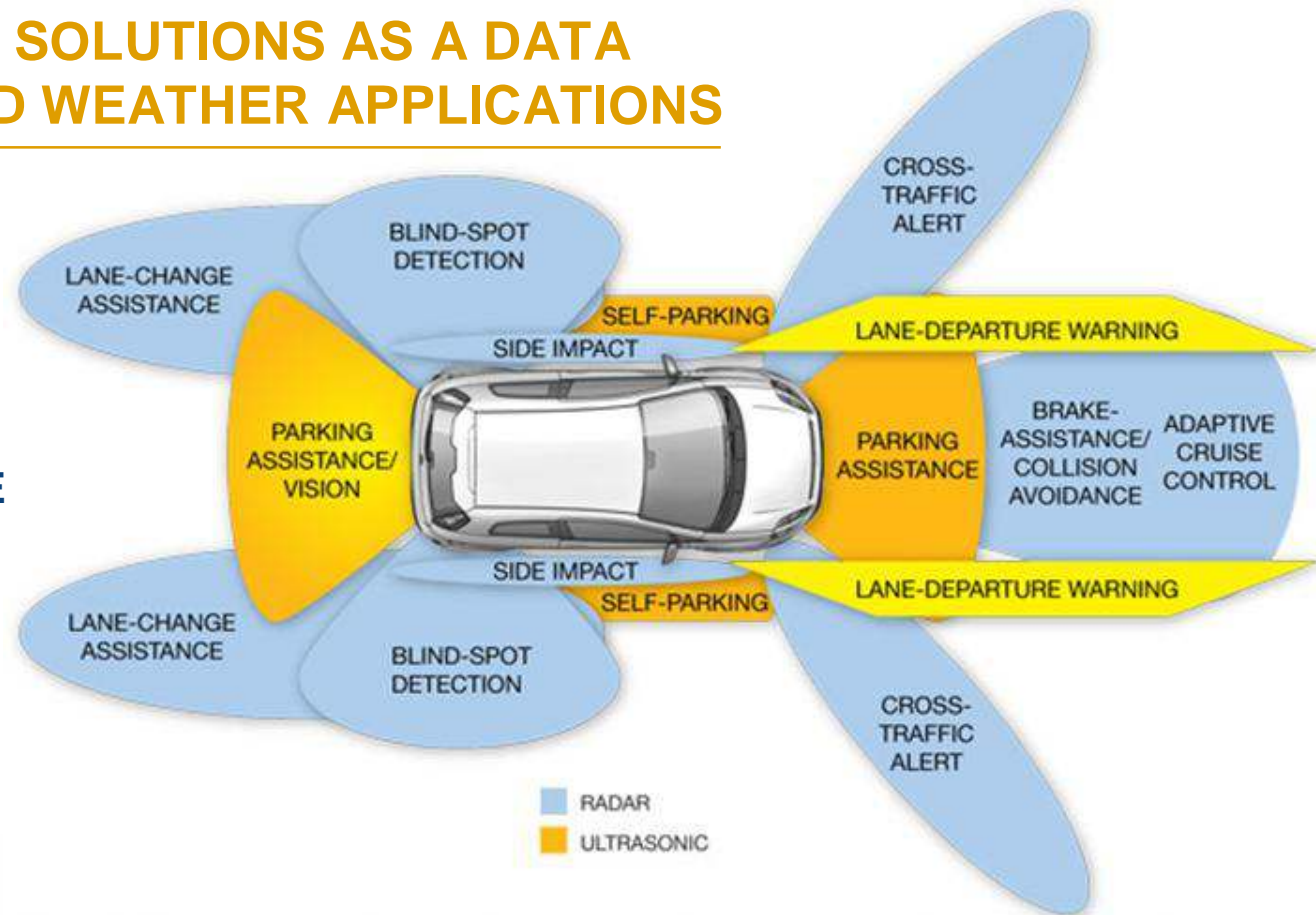 SOLUTIONS AS A DATA
D WEATHER APPLICATIONS
CROSS-
TRAFFIC
ALERT
BLIND-SPOT
DETECTION
LANE-CHANGE
ASSISTANCE
SELF-PARKING
LANE-DEPARTURE WARNING
SIDE IMPACT
PARKING
ASSISTANCE/
VISION
PARKING
ASSISTANCE
BRAKE-
ASSISTANCE/
COLLISION
AVOIDANCE
ADAPTIVE
CRUISE
CONTROL
E
SIDE IMPACT
SELF-PARKING
LANE-DEPARTURE WARNING
LANE-CHANGE
ASSISTANCE
BLIND-SPOT
DETECTION
CROSS-
TRAFFIC
ALERT
RADAR
ULTRASONIC